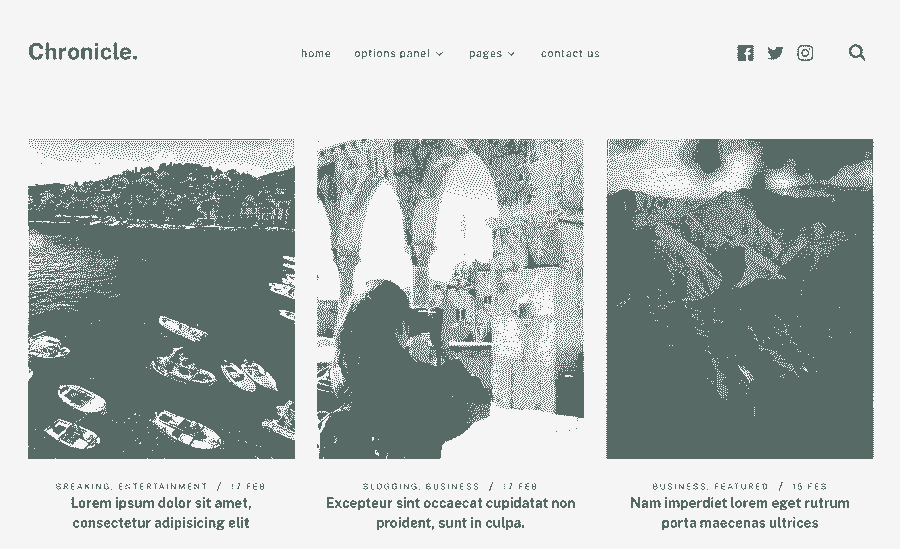 Chronicle.
home options panel pages contact us
BREAKING, ENTERTAINMENT / 17 FEB
Lorem ipsum dolor sit amet,
consectetur adipisicing elit
BLOGGING, BUSINESS / 17 FEB
Excepteur sint occaecat cupidatat non
proident, sunt in culpa.
BUSINESS, FEATURED / 15 FEB
Nam imperdiet lorem eget rutrum
porta maecenas ultrices